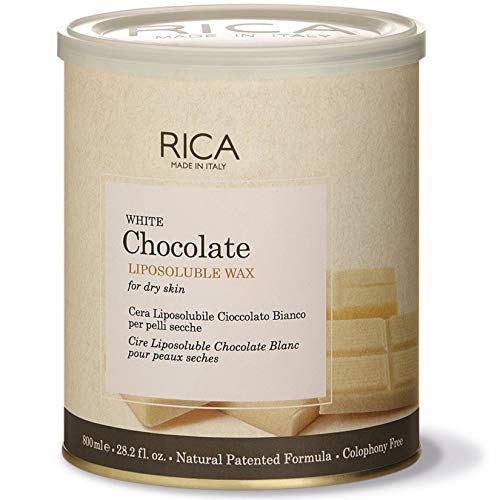 RICA
MADE IN ITALY
RICA
MADE IN ITALY
WHITE
Chocolate
LIPOSOLUBLE WAX
for dry skin
Cera Liposolubile Cioccolato Bianco
per pelli secche
Cire Liposoluble Chocolate Blanc
pour peaux seches
800 ml ℮ • 28.2 fl. oz. • Natural Patented Formula • Colophony Free